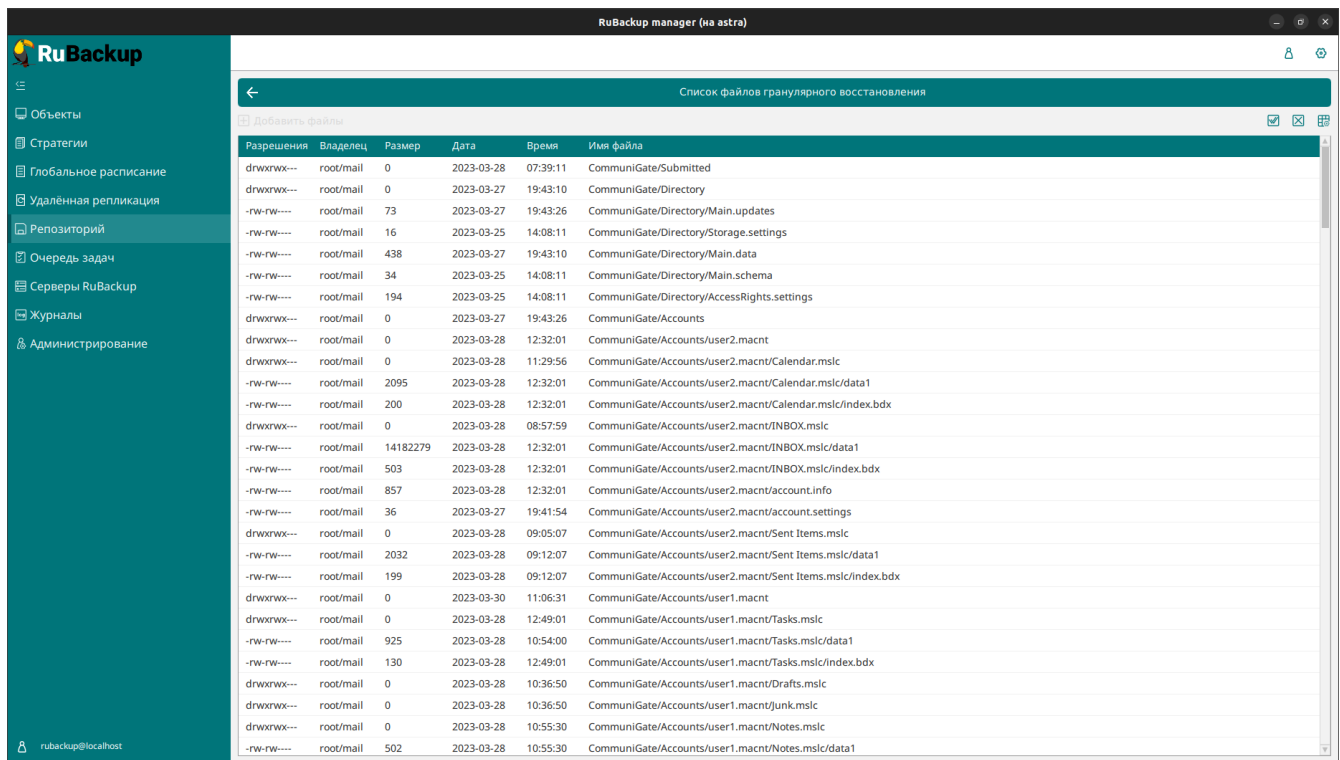 RuBackup manager (на astra)
RuBackup
Объекты
Стратегии
Глобальное расписание
Удалённая репликация
Репозиторий
Очередь задач
Серверы RuBackup
Журналы
Администрирование
rubackup@localhost
Список файлов гранулярного восстановления
Добавить файлы
Разрешения Владелец Размер Дата Время Имя файла
drwxrwx--- root/mail 0 2023-03-28 07:39:11 CommuniGate/Submitted
drwxrwx--- root/mail 0 2023-03-27 19:43:10 CommuniGate/Directory
-rw-rw---- root/mail 73 2023-03-27 19:43:26 CommuniGate/Directory/Main.updates
-rw-rw---- root/mail 16 2023-03-25 14:08:11 CommuniGate/Directory/Storage.settings
-rw-rw---- root/mail 438 2023-03-27 19:43:10 CommuniGate/Directory/Main.data
-rw-rw---- root/mail 34 2023-03-25 14:08:11 CommuniGate/Directory/Main.schema
-rw-rw---- root/mail 194 2023-03-25 14:08:11 CommuniGate/Directory/AccessRights.settings
drwxrwx--- root/mail 0 2023-03-27 19:43:26 CommuniGate/Accounts
drwxrwx--- root/mail 0 2023-03-28 12:32:01 CommuniGate/Accounts/user2.macnt
drwxrwx--- root/mail 0 2023-03-28 11:29:56 CommuniGate/Accounts/user2.macnt/Calendar.mslc
-rw-rw---- root/mail 2095 2023-03-28 12:32:01 CommuniGate/Accounts/user2.macnt/Calendar.mslc/data1
-rw-rw---- root/mail 200 2023-03-28 12:32:01 CommuniGate/Accounts/user2.macnt/Calendar.mslc/index.bdx
drwxrwx--- root/mail 0 2023-03-28 08:57:59 CommuniGate/Accounts/user2.macnt/INBOX.mslc
-rw-rw---- root/mail 14182279 2023-03-28 12:32:01 CommuniGate/Accounts/user2.macnt/INBOX.mslc/data1
-rw-rw---- root/mail 503 2023-03-28 12:32:01 CommuniGate/Accounts/user2.macnt/INBOX.mslc/index.bdx
-rw-rw---- root/mail 857 2023-03-28 12:32:01 CommuniGate/Accounts/user2.macnt/account.info
-rw-rw---- root/mail 36 2023-03-27 19:41:54 CommuniGate/Accounts/user2.macnt/account.settings
drwxrwx--- root/mail 0 2023-03-28 09:05:07 CommuniGate/Accounts/user2.macnt/Sent Items.mslc
-rw-rw---- root/mail 2032 2023-03-28 09:12:07 CommuniGate/Accounts/user2.macnt/Sent Items.mslc/data1
-rw-rw---- root/mail 199 2023-03-28 09:12:07 CommuniGate/Accounts/user2.macnt/Sent Items.mslc/index.bdx
drwxrwx--- root/mail 0 2023-03-30 11:06:31 CommuniGate/Accounts/user1.macnt
drwxrwx--- root/mail 0 2023-03-28 12:49:01 CommuniGate/Accounts/user1.macnt/Tasks.mslc
-rw-rw---- root/mail 925 2023-03-28 10:54:00 CommuniGate/Accounts/user1.macnt/Tasks.mslc/data1
-rw-rw---- root/mail 130 2023-03-28 12:49:01 CommuniGate/Accounts/user1.macnt/Tasks.mslc/index.bdx
drwxrwx--- root/mail 0 2023-03-28 10:36:50 CommuniGate/Accounts/user1.macnt/Drafts.mslc
drwxrwx--- root/mail 0 2023-03-28 10:36:50 CommuniGate/Accounts/user1.macnt/Junk.mslc
drwxrwx--- root/mail 0 2023-03-28 10:55:30 CommuniGate/Accounts/user1.macnt/Notes.mslc
-rw-rw---- root/mail 502 2023-03-28 10:55:30 CommuniGate/Accounts/user1.macnt/Notes.mslc/data1